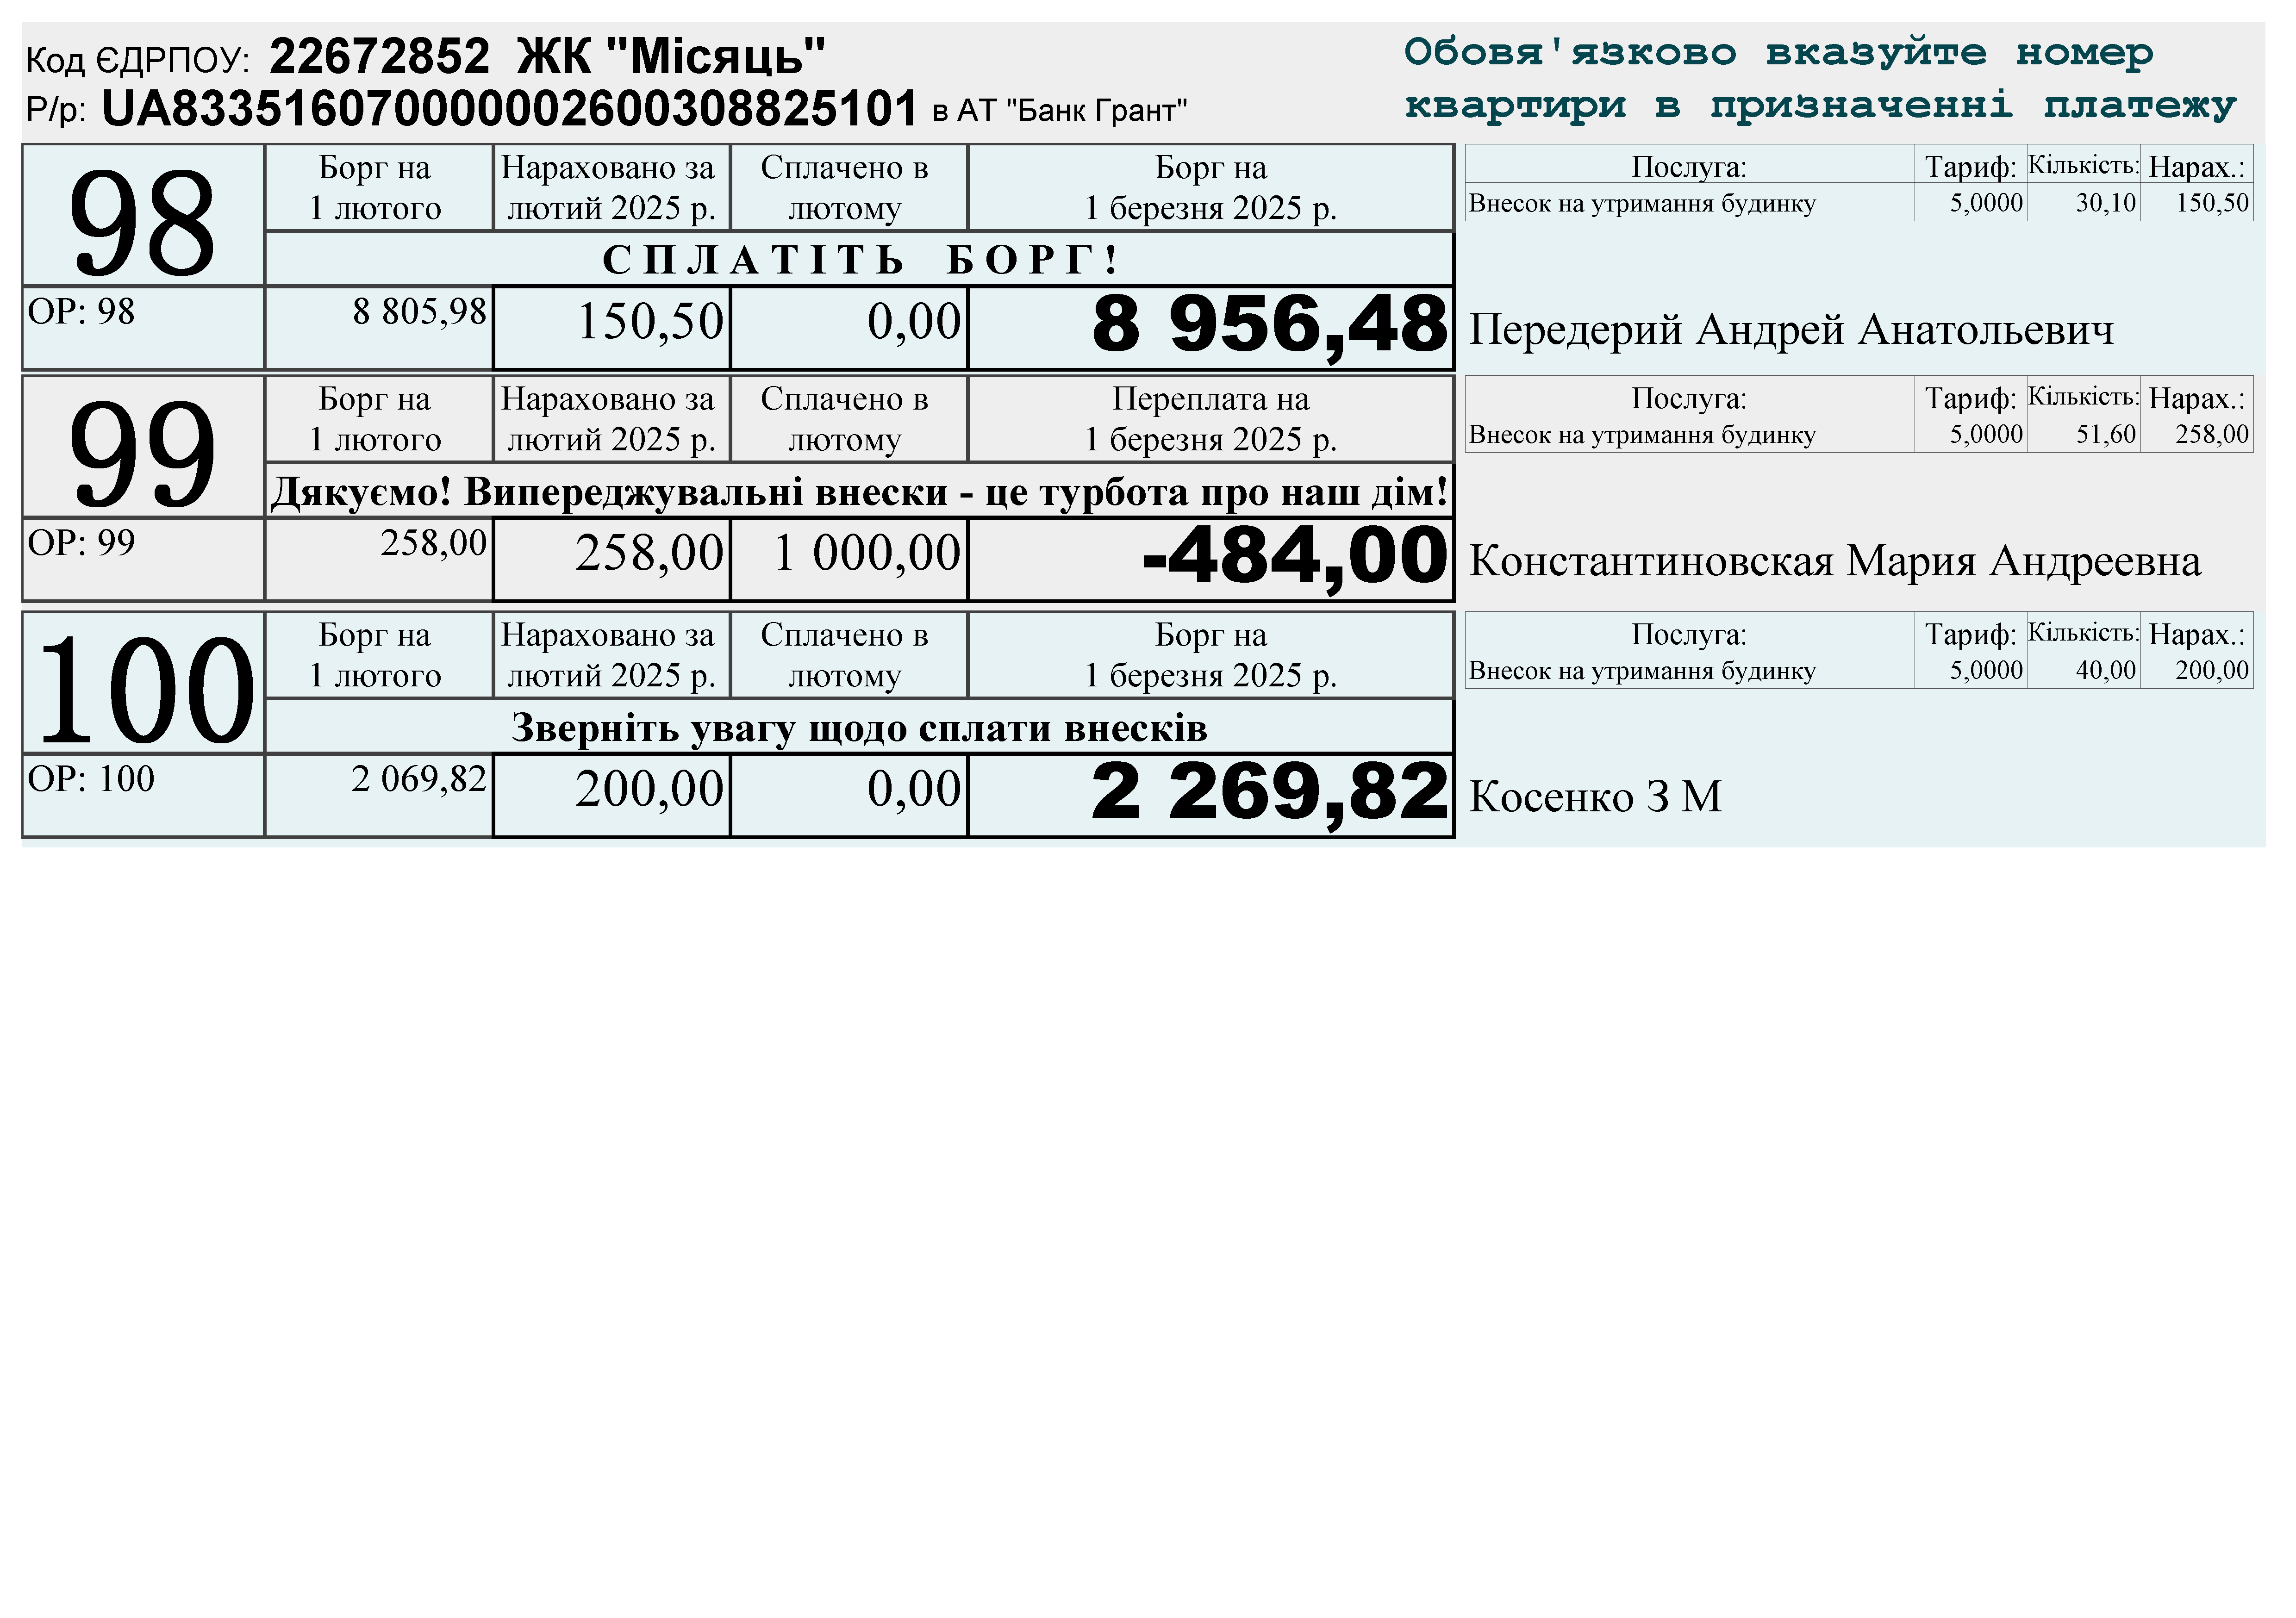 Код ЄДРПОУ: 22672852 ЖК "Місяць"
Р/р: UA833516070000002600308825101 в АТ "Банк Грант"
Обовя'язково вказуйте номер
квартири в призначенні платежу
98
Борг на
1 лютого
Нараховано за
лютий 2025 р.
Сплачено в
лютому
Борг на
1 березня 2025 р.
С П Л А Т І Т Ь Б О Р Г !
ОР: 98 8 805,98 150,50 0,00 8 956,48
Послуга: Тариф: Кількість: Нарах.:
Внесок на утримання будинку 5,0000 30,10 150,50
Передерий Андрей Анатольевич
99
Борг на
1 лютого
Нараховано за
лютий 2025 р.
Сплачено в
лютому
Переплата на
1 березня 2025 р.
Дякуємо! Випереджувальні внески - це турбота про наш дім!
ОР: 99 258,00 258,00 1 000,00 -484,00
Послуга: Тариф: Кількість: Нарах.:
Внесок на утримання будинку 5,0000 51,60 258,00
Константиновская Мария Андреевна
100
Борг на
1 лютого
Нараховано за
лютий 2025 р.
Сплачено в
лютому
Борг на
1 березня 2025 р.
Зверніть увагу щодо сплати внесків
ОР: 100 2 069,82 200,00 0,00 2 269,82
Послуга: Тариф: Кількість: Нарах.:
Внесок на утримання будинку 5,0000 40,00 200,00
Косенко З М